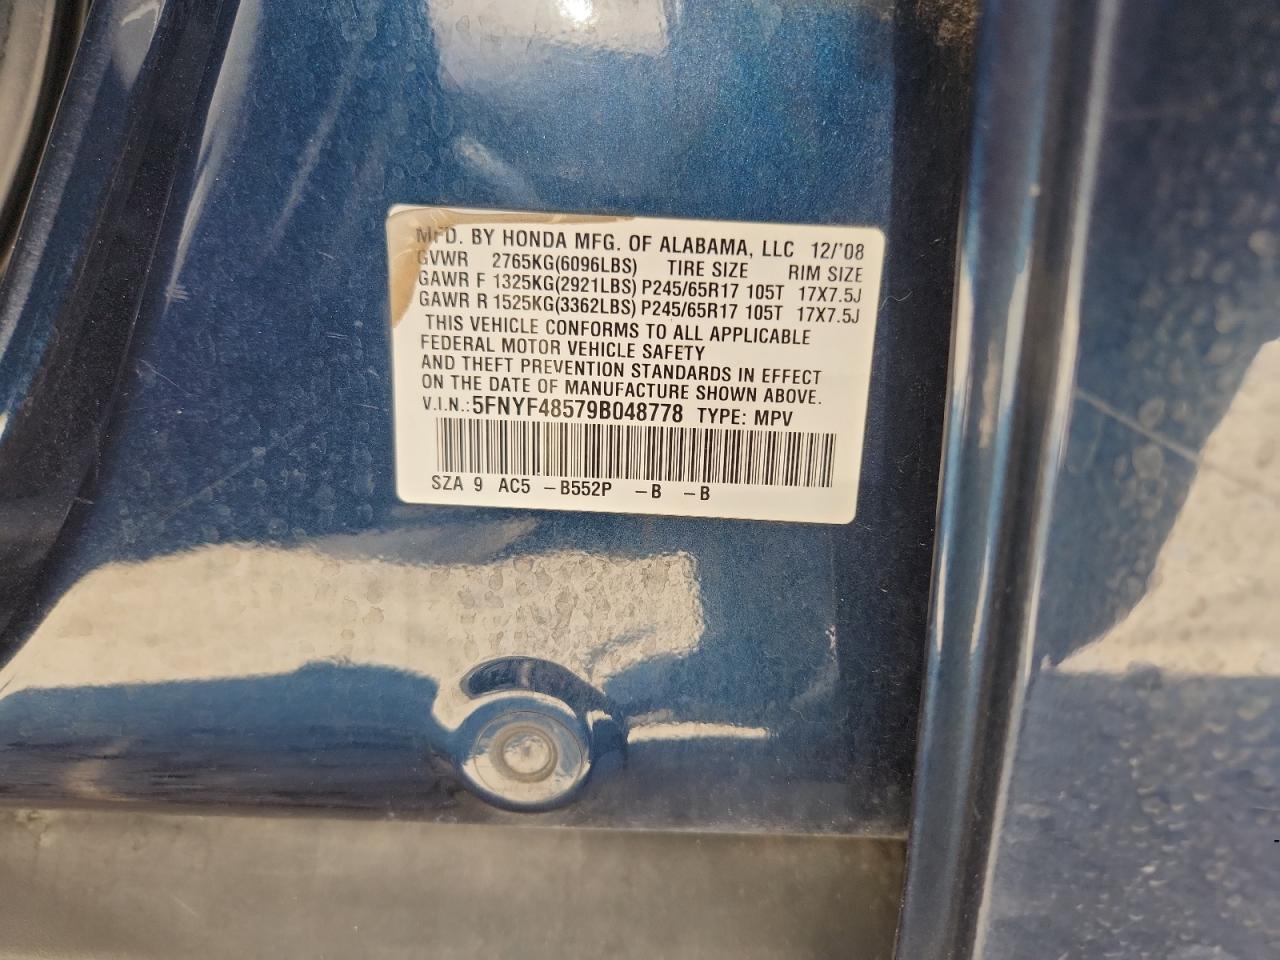 MFD. BY HONDA MFG. OF ALABAMA, LLC 12/'08
GVWR 2765KG(6096LBS) TIRE SIZE RIM SIZE
GAWR F 1325KG(2921LBS) P245/65R17 105T 17X7.5J
GAWR R 1525KG(3362LBS) P245/65R17 105T 17X7.5J
THIS VEHICLE CONFORMS TO ALL APPLICABLE
FEDERAL MOTOR VEHICLE SAFETY
AND THEFT PREVENTION STANDARDS IN EFFECT
ON THE DATE OF MANUFACTURE SHOWN ABOVE.
V.I.N.:5FNYF48579B048778 TYPE: MPV
SZA 9 AC5 -B552P -B -B